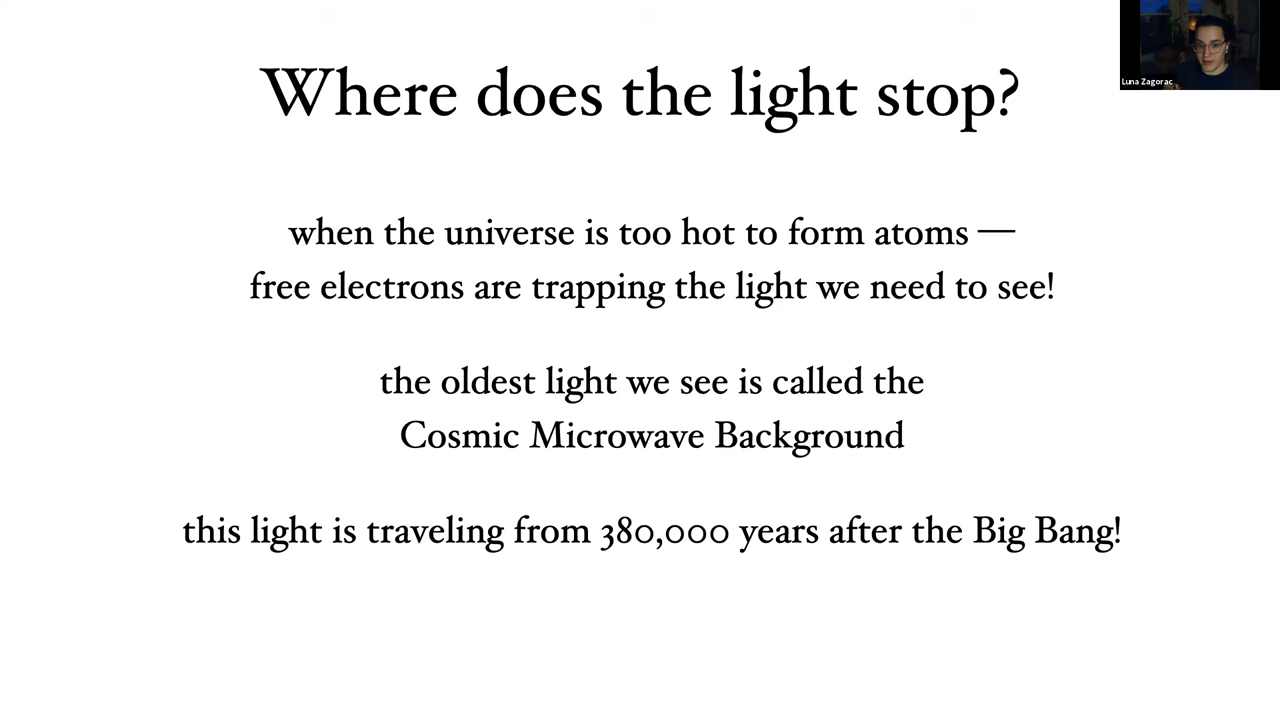 Where does the light stop?
Luna Zagorac
when the universe is too hot to form atoms —
free electrons are trapping the light we need to see!
the oldest light we see is called the
Cosmic Microwave Background
this light is traveling from 380,000 years after the Big Bang!